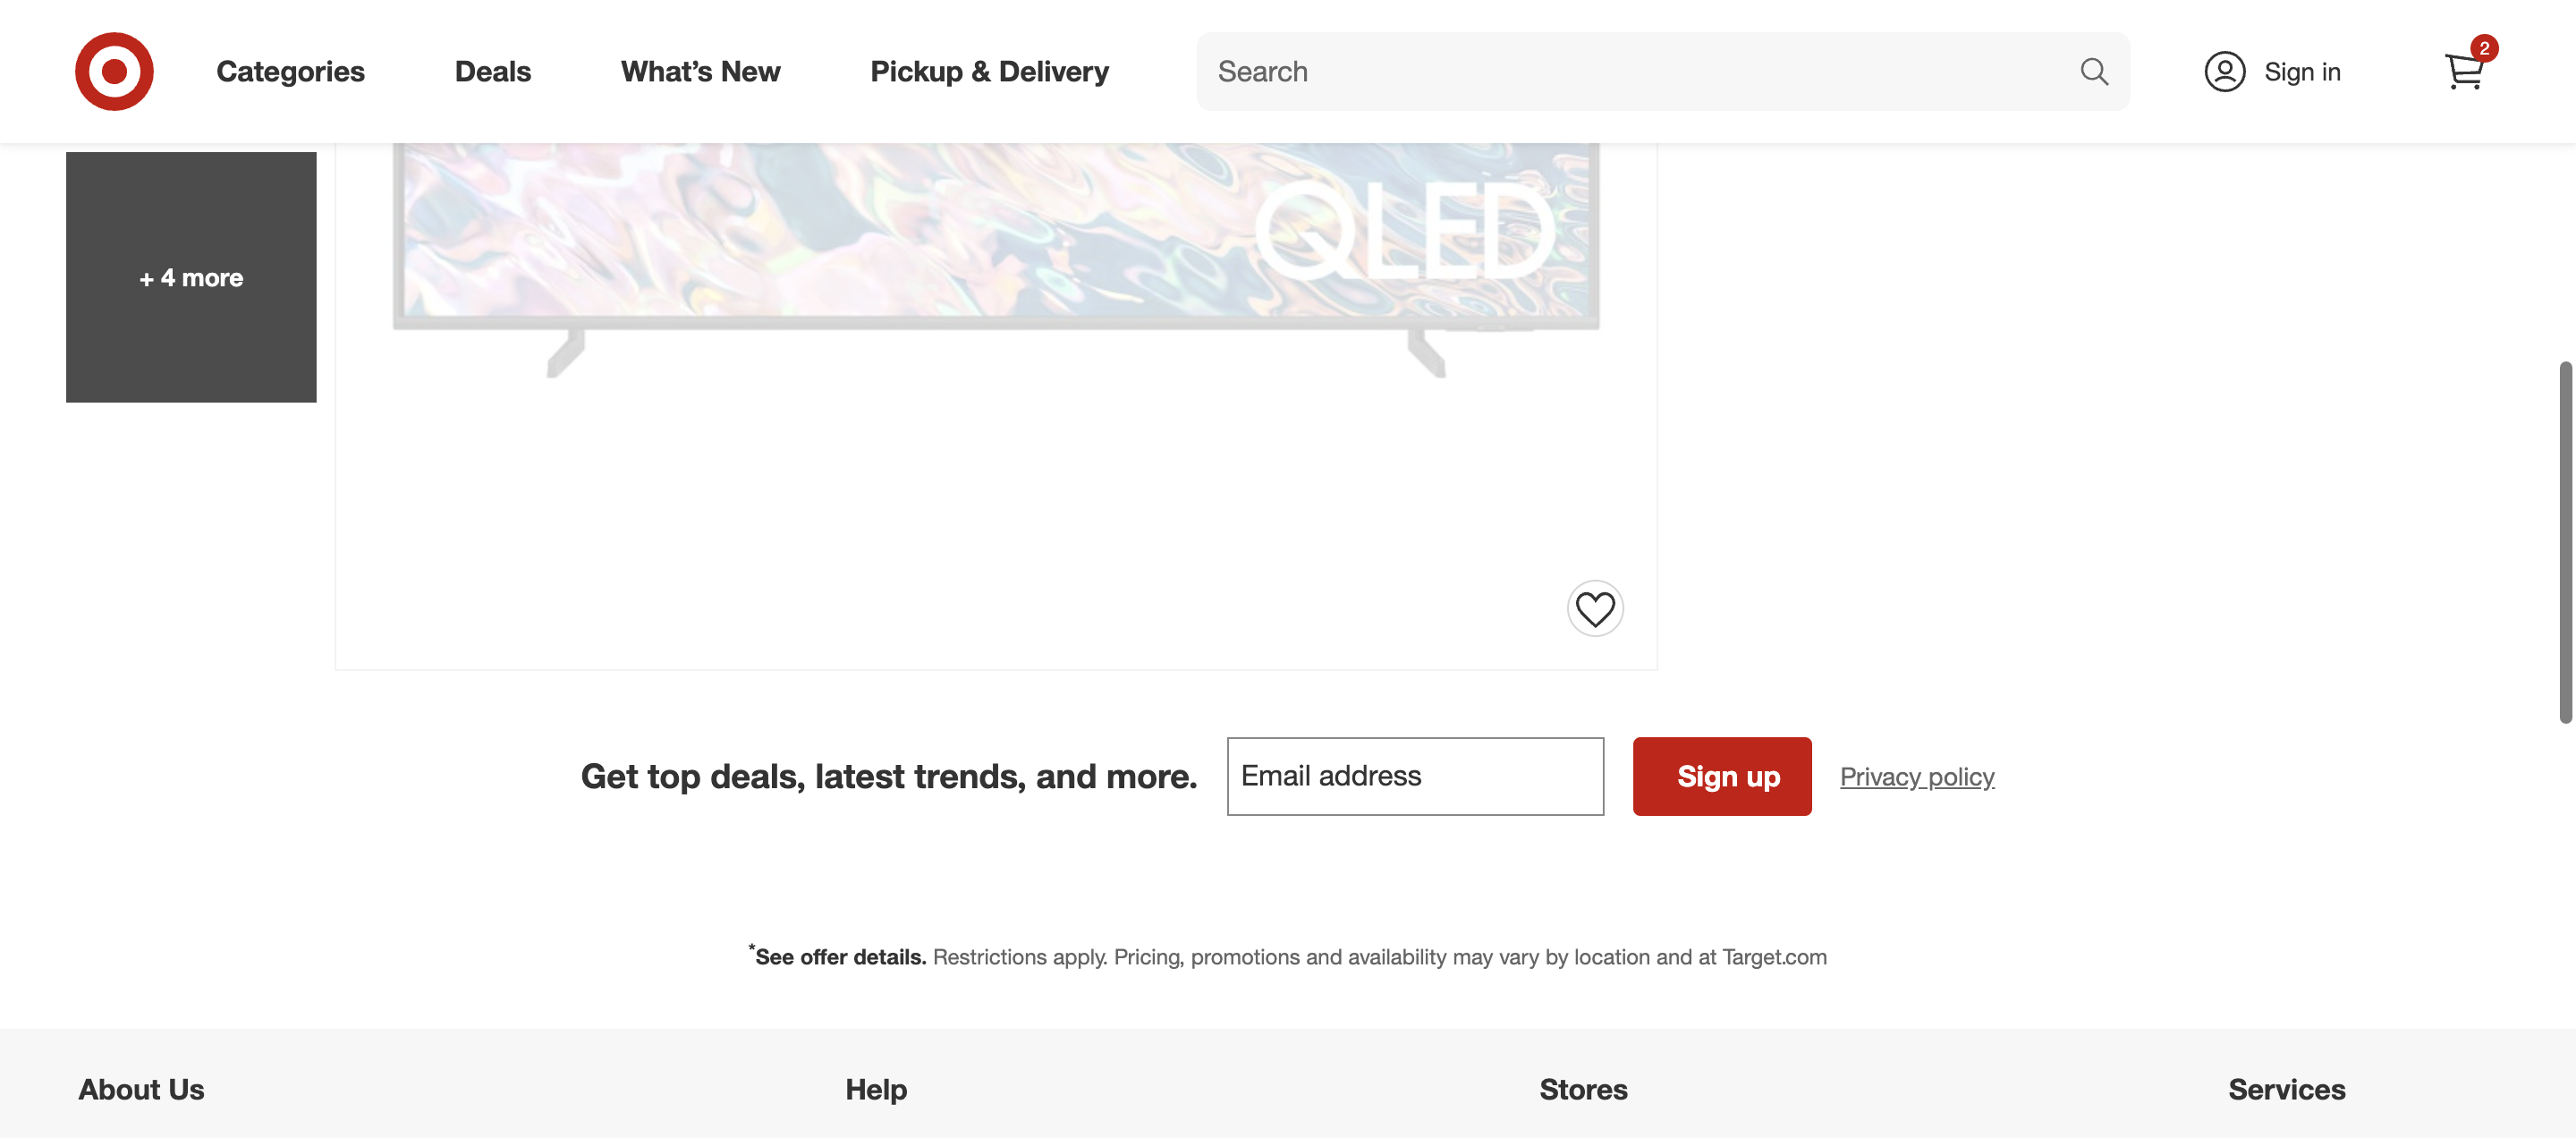 Categories Deals What's New Pickup & Delivery Search Sign in 2
QLED
+ 4 more
Get top deals, latest trends, and more. Email address Sign up Privacy policy
*See offer details. Restrictions apply. Pricing, promotions and availability may vary by location and at Target.com
About Us Help Stores Services